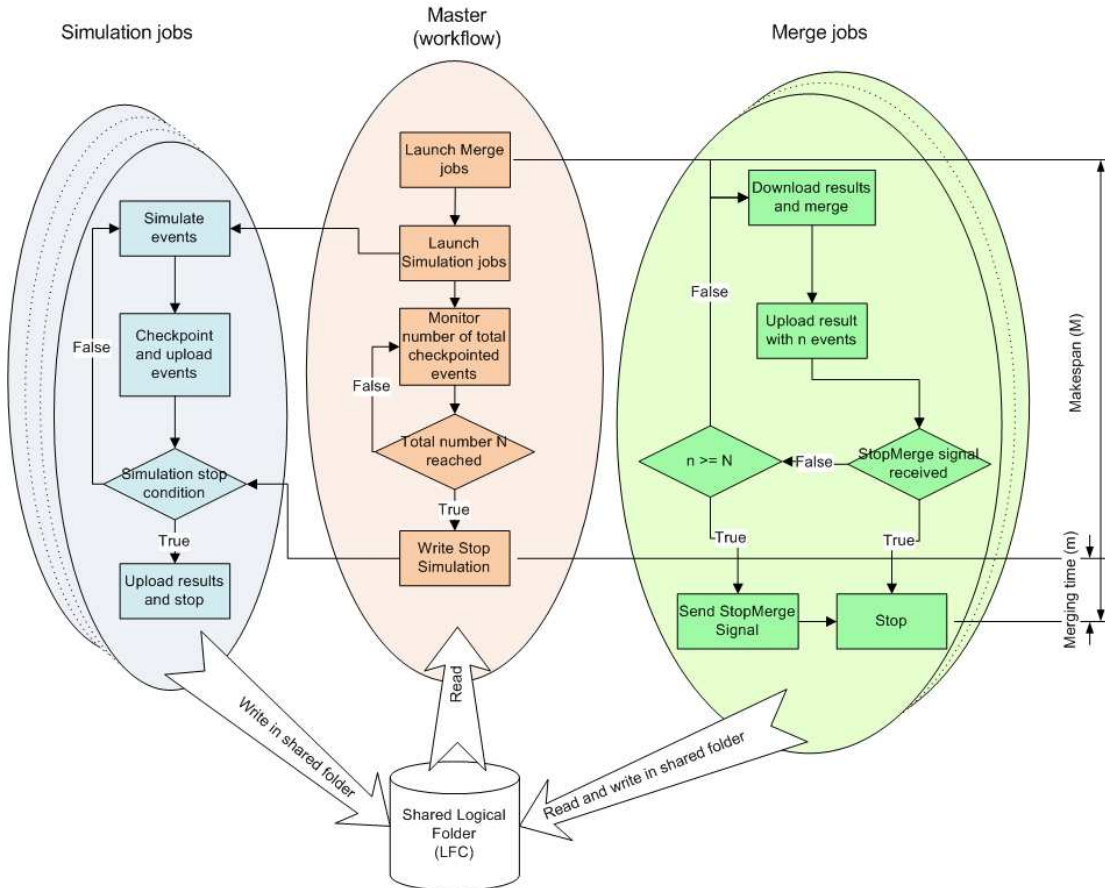 Simulation jobs
Master
(workflow)
Merge jobs
Simulate
events
Checkpoint
and upload
events
False
Simulation stop
condition
True
Upload results
and stop
Launch Merge
jobs
Launch
Simulation jobs
Monitor
number of total
checkpointed
events
False
Total number N
reached
True
Write Stop
Simulation
Download results
and merge
False
Upload result
with n events
n >= N
False
StopMerge signal
received
True
True
Send StopMerge
Signal
Stop
Makespan (M)
Merging time (m)
Write in shared folder
Read
Read and write in shared folder
Shared Logical
Folder
(LFC)